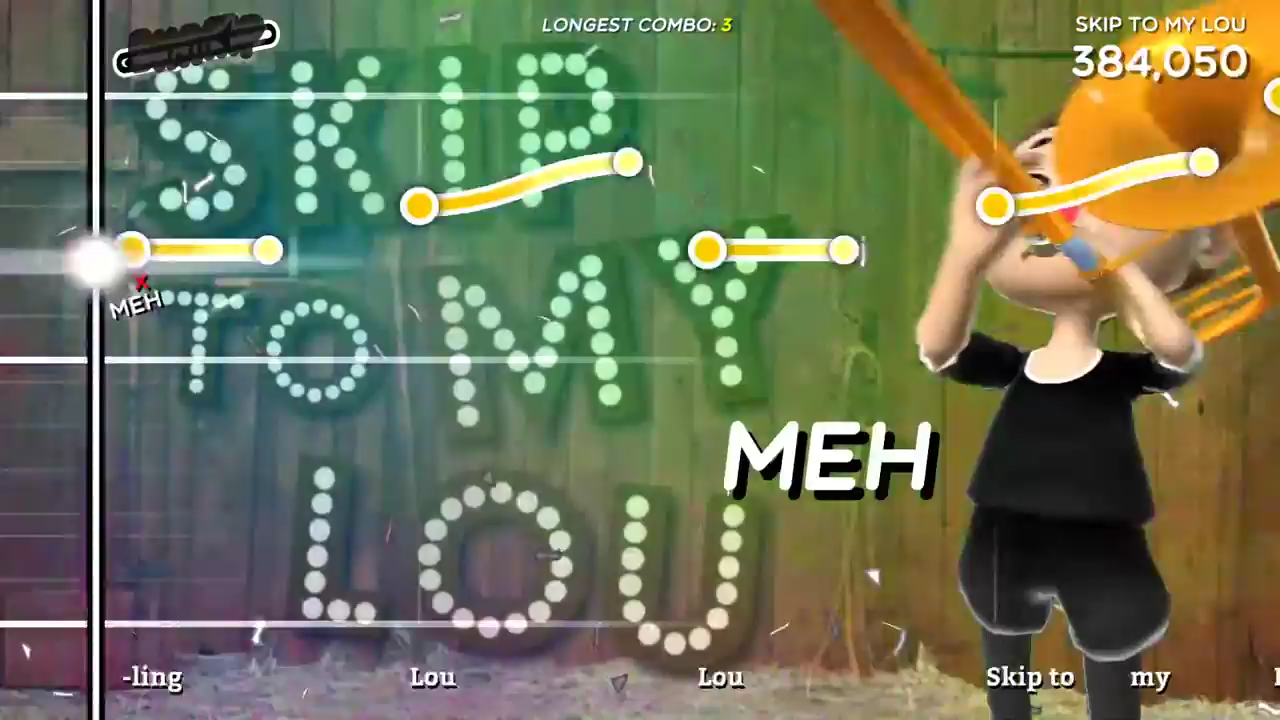 LONGEST COMBO: 3
SKIP TO MY LOU
384,050
SKIP
TO MY
LOU
MEH
MEH
-ling Lou Lou Skip to my